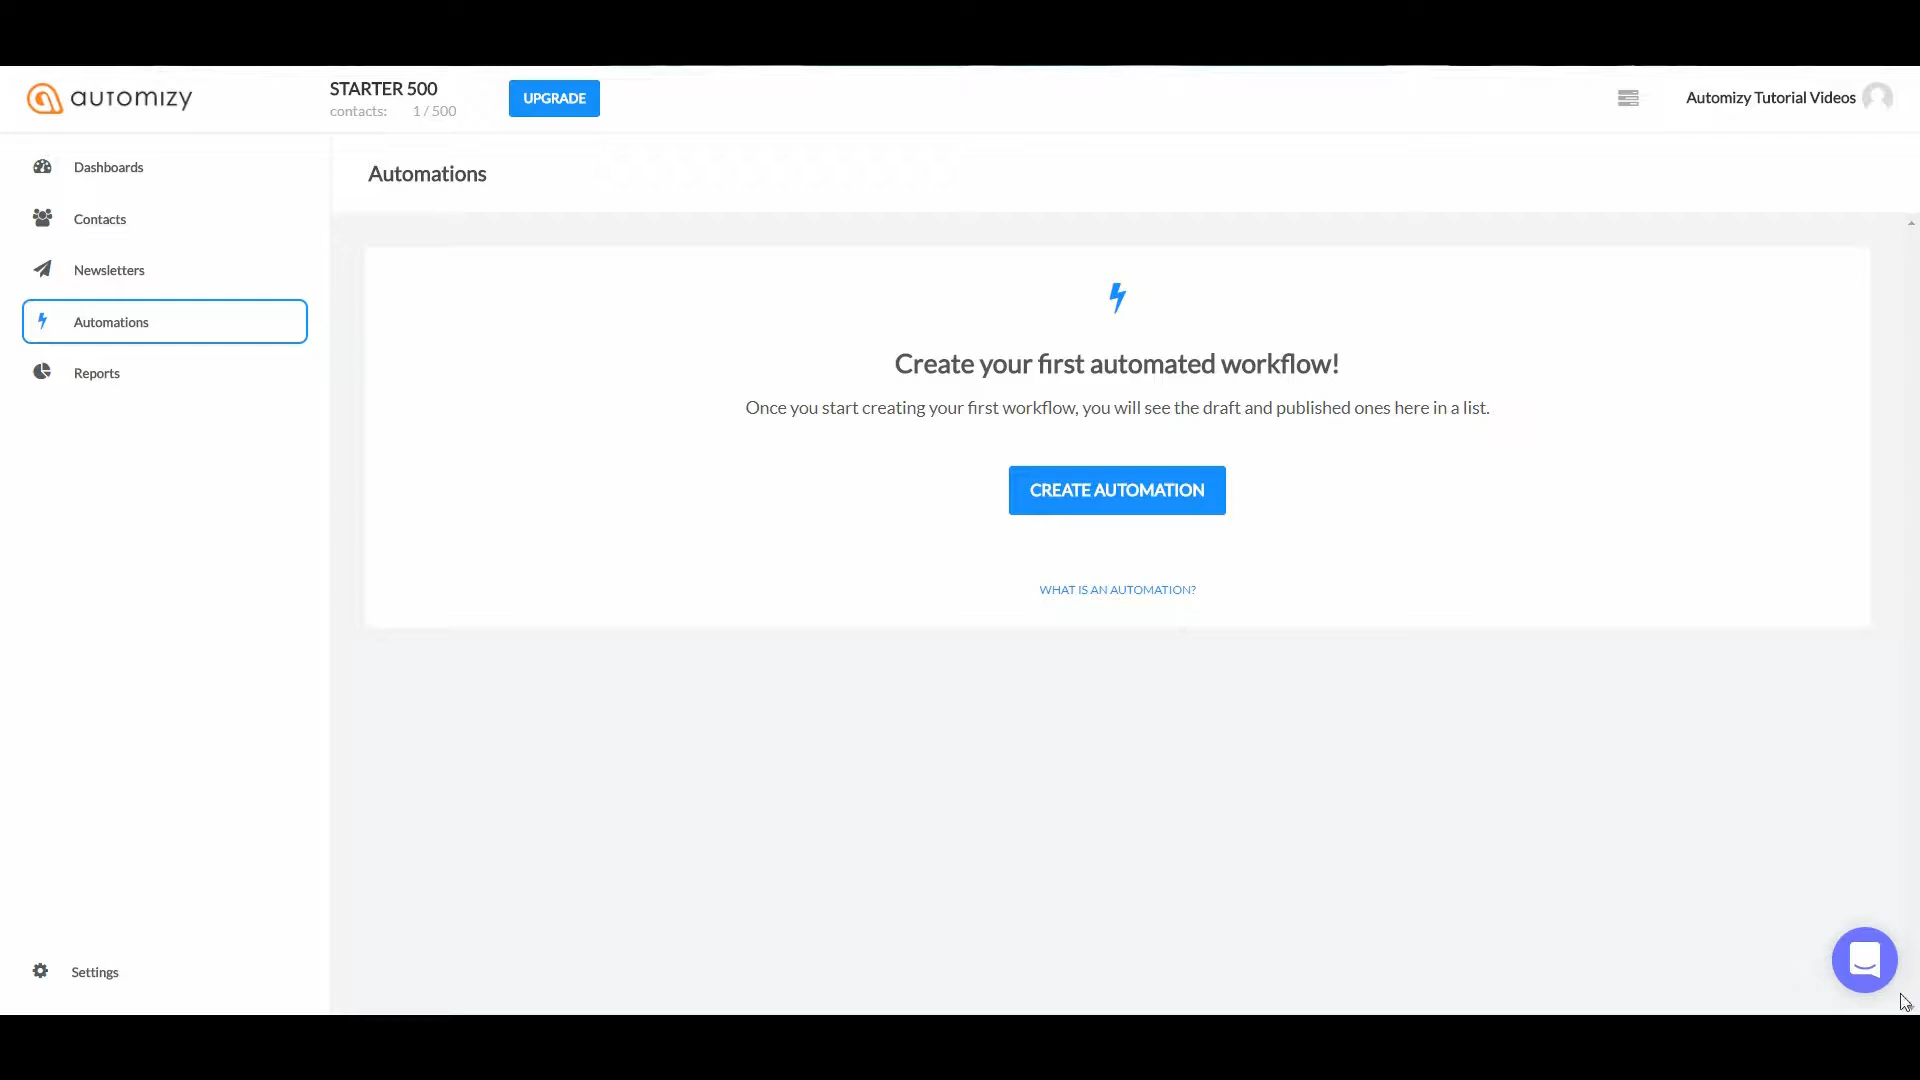 automizy
STARTER 500
contacts: 1 / 500
UPGRADE
Automizy Tutorial Videos
Dashboards
Contacts
Newsletters
Automations
Reports
Settings
Automations
Create your first automated workflow!
Once you start creating your first workflow, you will see the draft and published ones here in a list.
CREATE AUTOMATION
WHAT IS AN AUTOMATION?